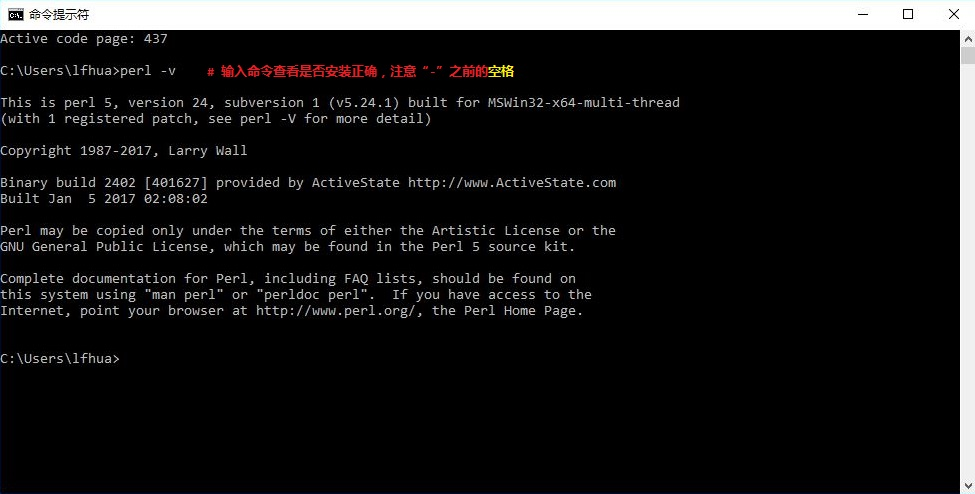 命令提示符
Active code page: 437
C:\Users\lfhua>perl -v # 输入命令查看是否安装正确，注意“-”之前的空格
This is perl 5, version 24, subversion 1 (v5.24.1) built for MSWin32-x64-multi-thread
(with 1 registered patch, see perl -V for more detail)
Copyright 1987-2017, Larry Wall
Binary build 2402 [401627] provided by ActiveState http://www.ActiveState.com
Built Jan  5 2017 02:08:02
Perl may be copied only under the terms of either the Artistic License or the
GNU General Public License, which may be found in the Perl 5 source kit.
Complete documentation for Perl, including FAQ lists, should be found on
this system using "man perl" or "perldoc perl".  If you have access to the
Internet, point your browser at http://www.perl.org/, the Perl Home Page.
C:\Users\lfhua>